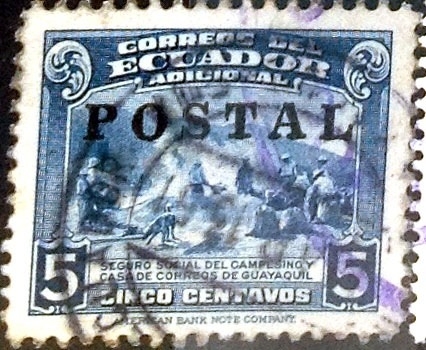 CORREOS DEL
ECUADOR
ADICIONAL
POSTAL
5 5
SEGURO SOCIAL DEL CAMPESINO Y
CASA DE CORREOS DE GUAYAQUIL
CINCO CENTAVOS
AMERICAN BANK NOTE COMPANY.